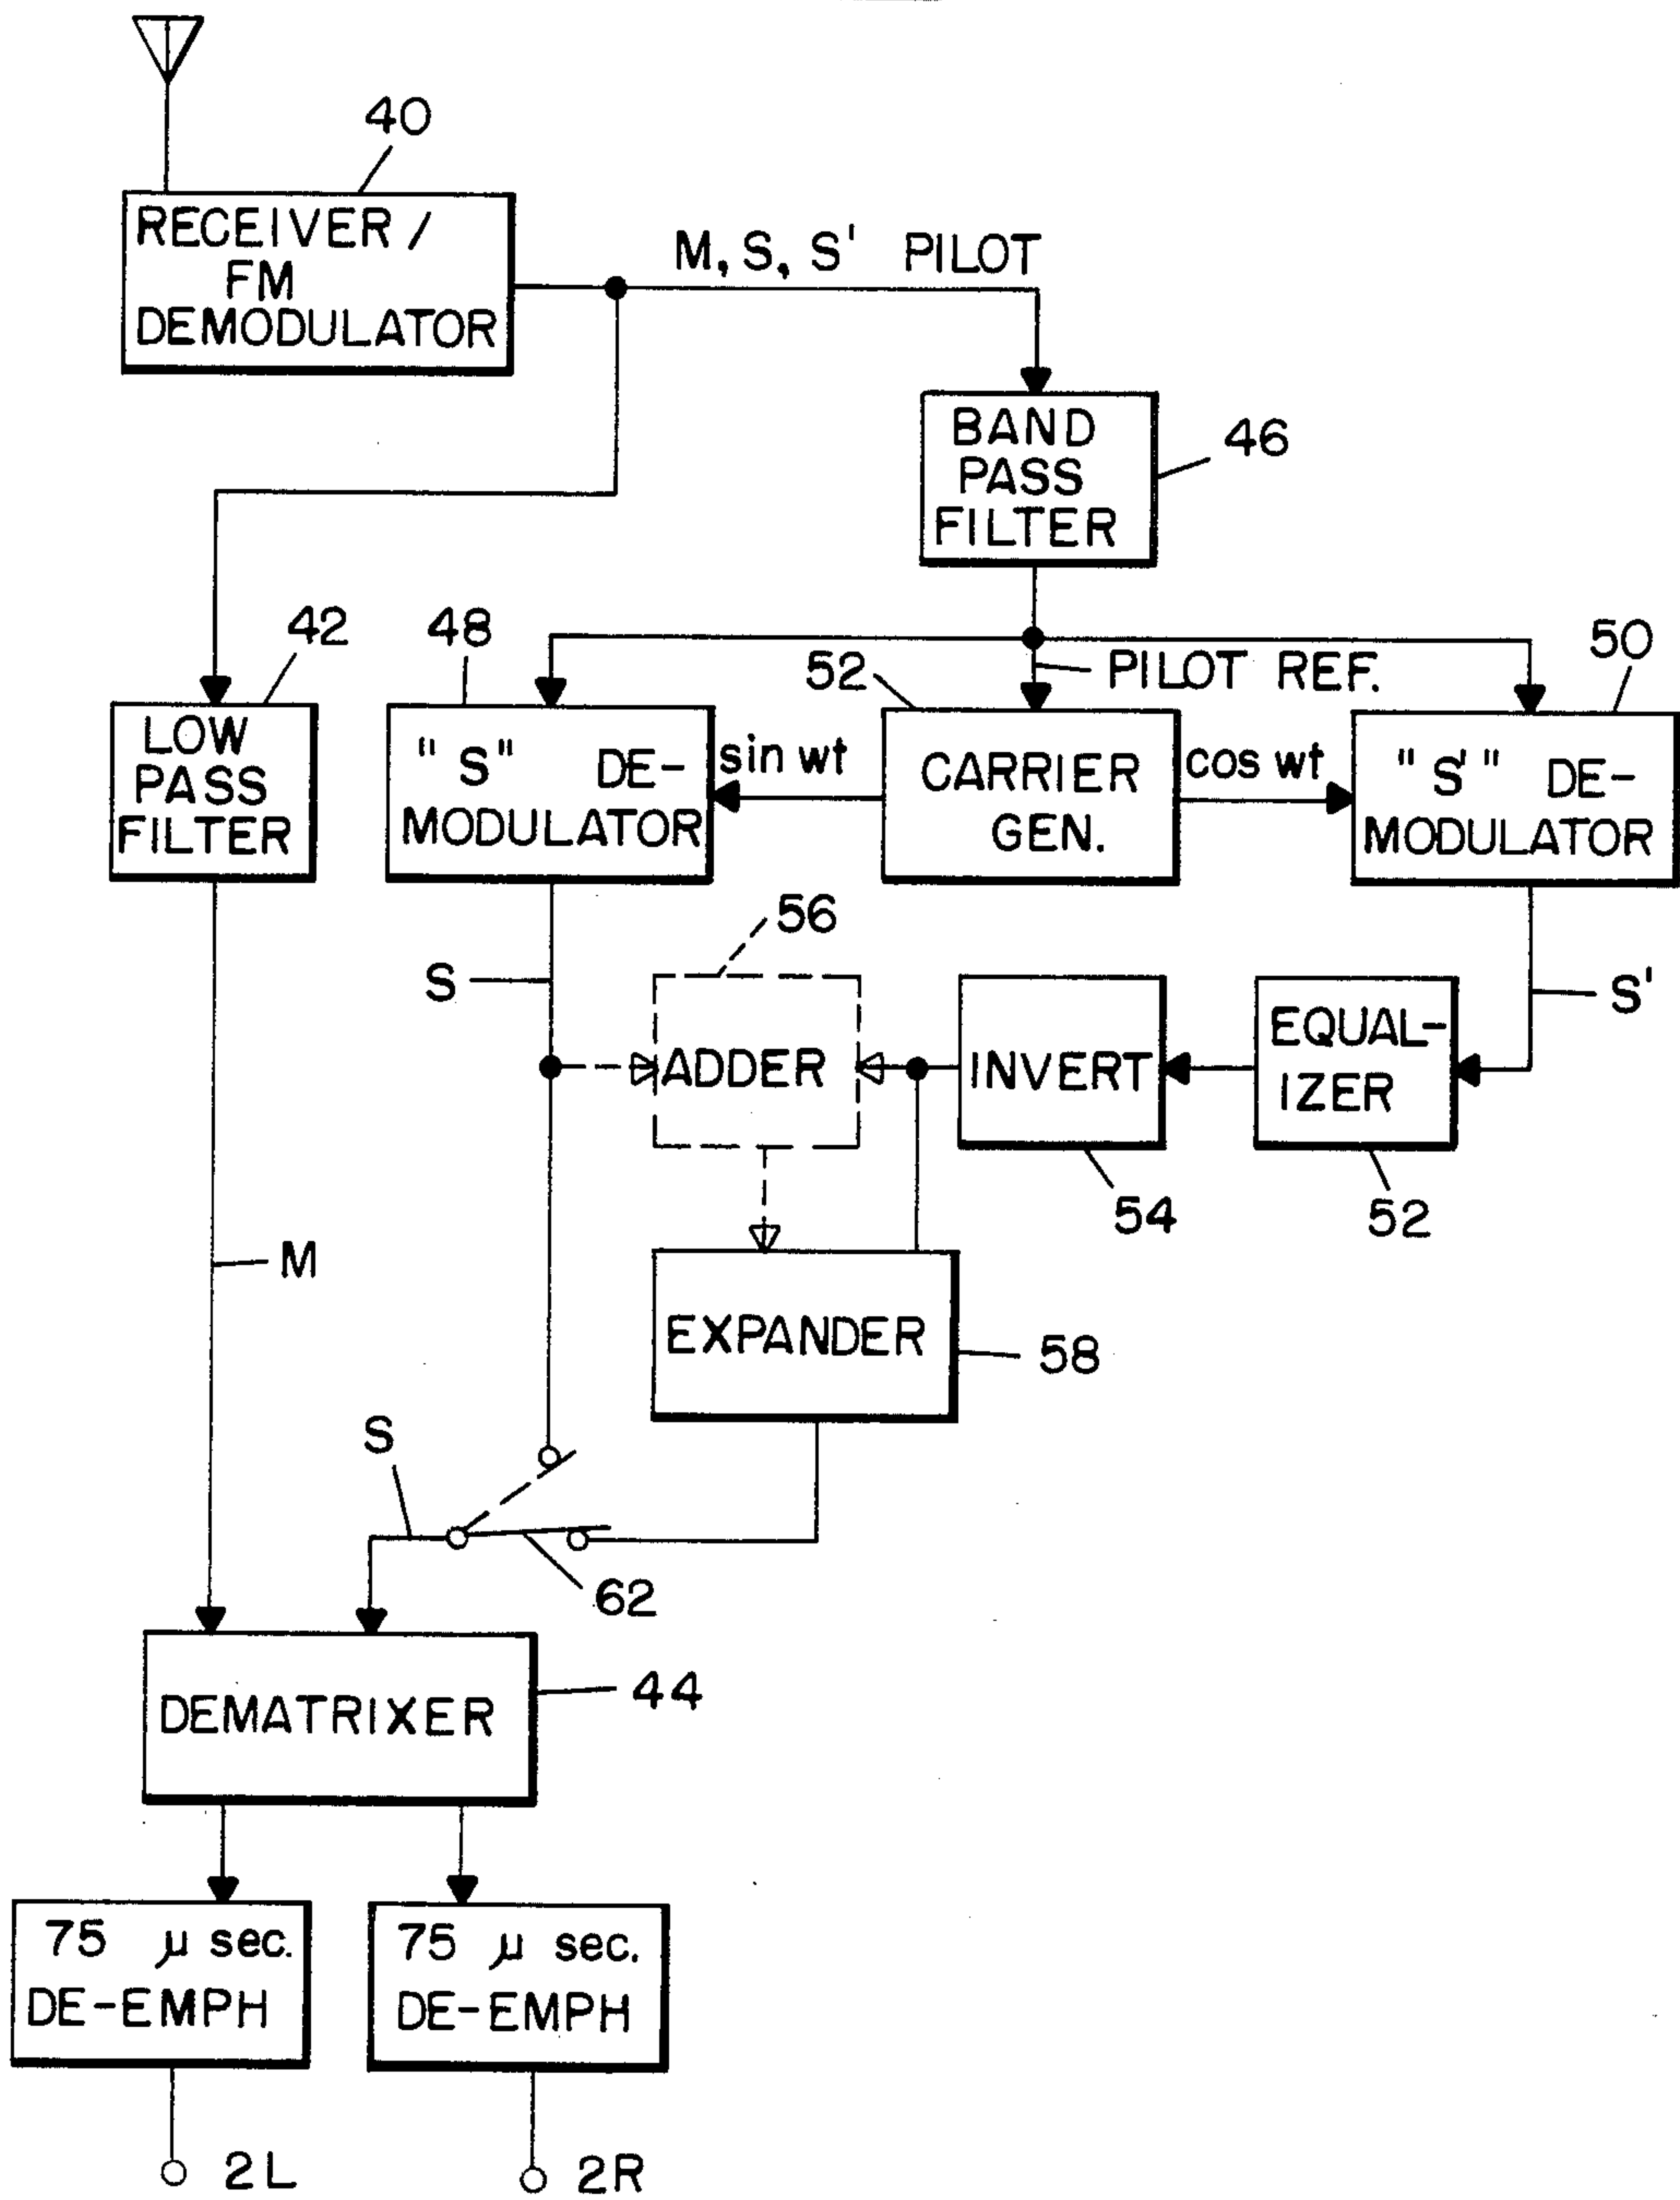 40
RECEIVER /
FM
DEMODULATOR
M, S, S' PILOT
BAND
PASS
FILTER
46
42
48
52
PILOT REF.
50
LOW
PASS
FILTER
"S" DE-
MODULATOR
sin wt
CARRIER
GEN.
cos wt
"S'" DE-
MODULATOR
56
S
ADDER
INVERT
EQUAL-
IZER
S'
54
52
M
EXPANDER
58
S
62
DEMATRIXER
44
75 μ sec.
DE-EMPH
75 μ sec.
DE-EMPH
2L
2R